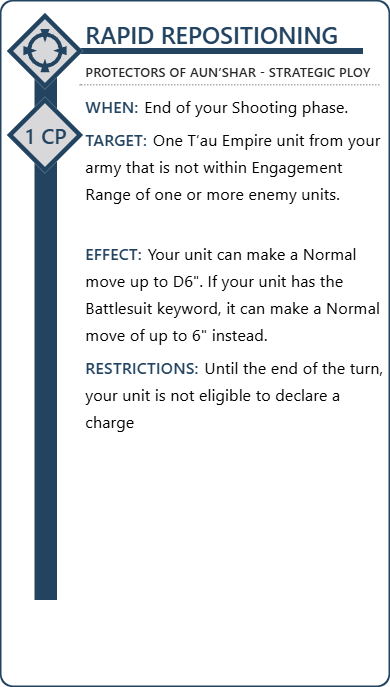 RAPID REPOSITIONING
PROTECTORS OF AUN'SHAR - STRATEGIC PLOY
1 CP
WHEN: End of your Shooting phase.
TARGET: One T’au Empire unit from your
army that is not within Engagement
Range of one or more enemy units.
EFFECT: Your unit can make a Normal
move up to D6". If your unit has the
Battlesuit keyword, it can make a Normal
move of up to 6" instead.
RESTRICTIONS: Until the end of the turn,
your unit is not eligible to declare a
charge